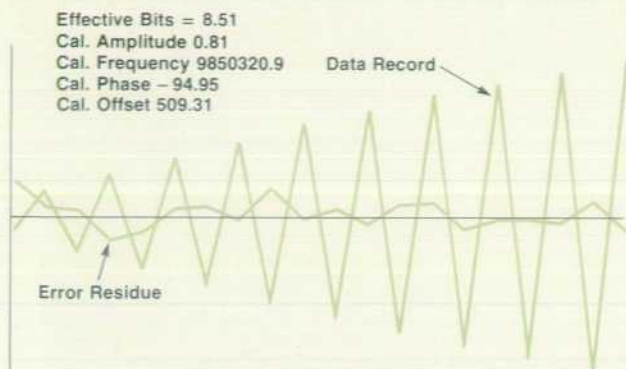 Effective Bits = 8.51
Cal. Amplitude 0.81
Cal. Frequency 9850320.9
Cal. Phase – 94.95
Cal. Offset 509.31
Data Record
Error Residue